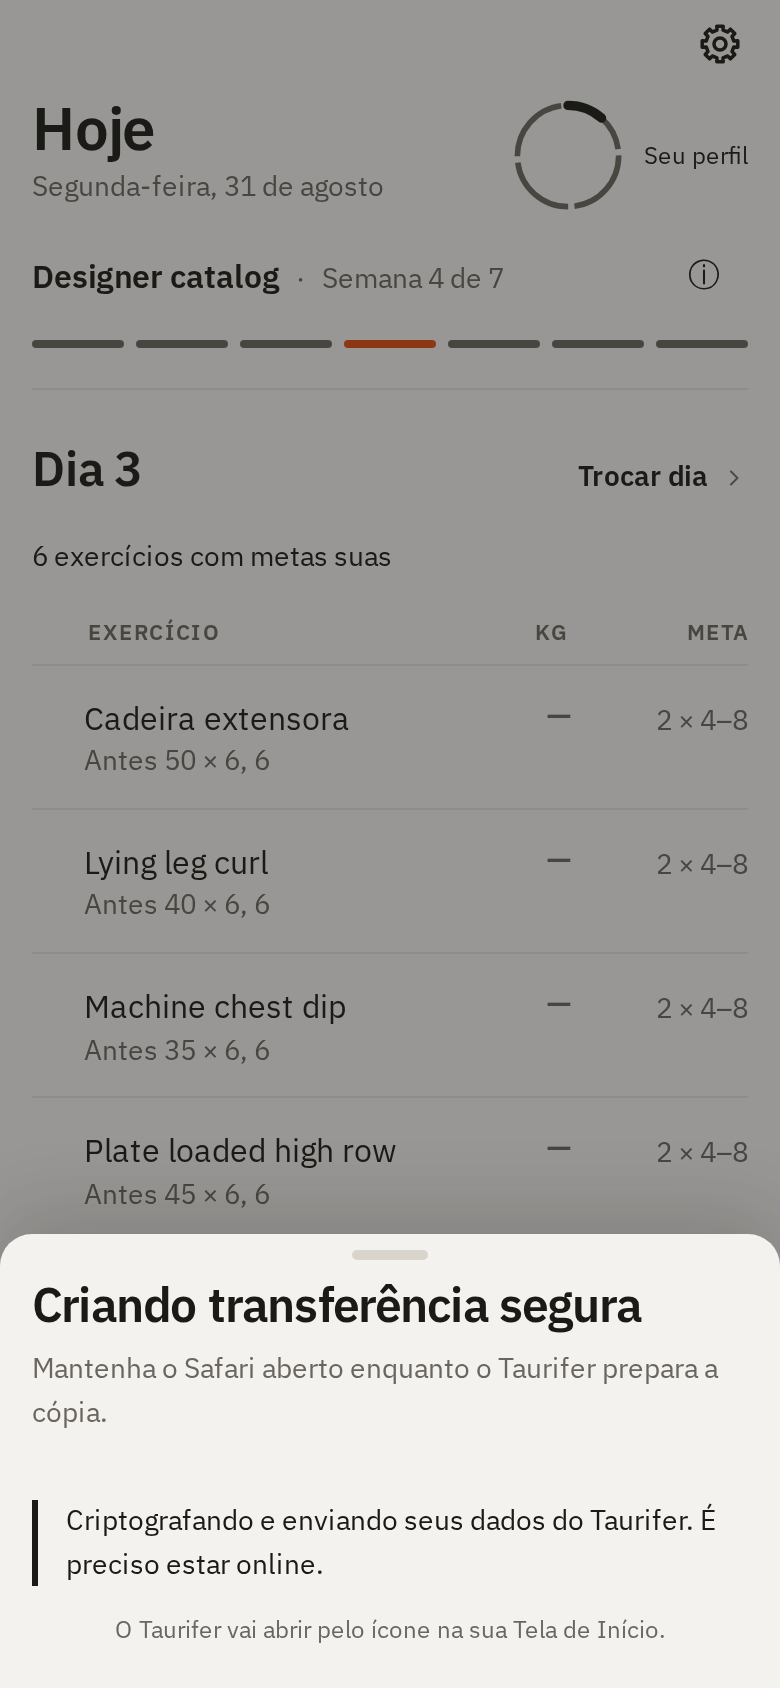 Hoje
Segunda-feira, 31 de agosto
Seu perfil
Designer catalog · Semana 4 de 7
Dia 3
Trocar dia
6 exercícios com metas suas
EXERCÍCIO KG META
Cadeira extensora — 2 × 4–8
Antes 50 × 6, 6
Lying leg curl — 2 × 4–8
Antes 40 × 6, 6
Machine chest dip — 2 × 4–8
Antes 35 × 6, 6
Plate loaded high row — 2 × 4–8
Antes 45 × 6, 6
Criando transferência segura
Mantenha o Safari aberto enquanto o Taurifer prepara a
cópia.
Criptografando e enviando seus dados do Taurifer. É
preciso estar online.
O Taurifer vai abrir pelo ícone na sua Tela de Início.